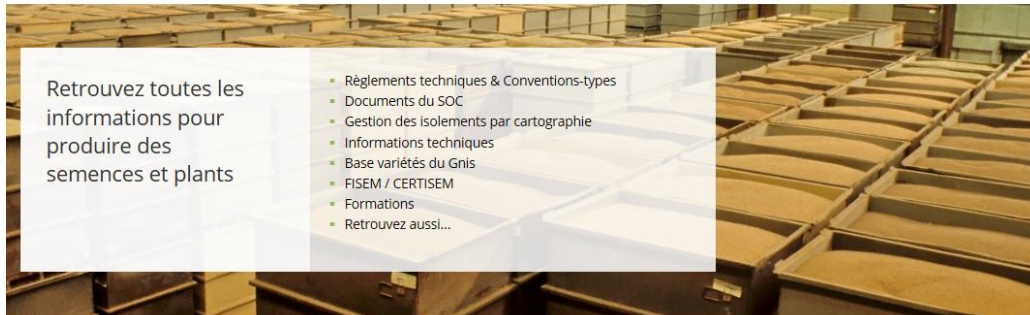 Retrouvez toutes les
informations pour
produire des
semences et plants
Règlements techniques & Conventions-types
Documents du SOC
Gestion des isolements par cartographie
Informations techniques
Base variétés du Gnis
FISEM / CERTISEM
Formations
Retrouvez aussi...